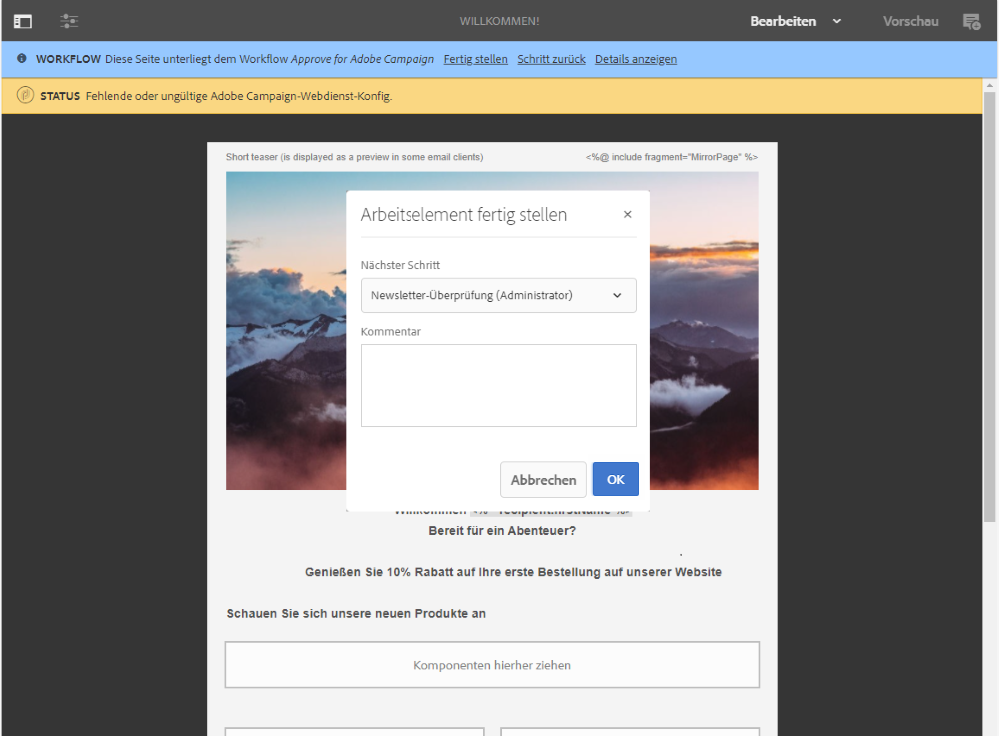 WILLKOMMEN! Bearbeiten Vorschau
WORKFLOW Diese Seite unterliegt dem Workflow Approve for Adobe Campaign Fertig stellen Schritt zurück Details anzeigen
STATUS Fehlende oder ungültige Adobe Campaign-Webdienst-Konfig.
Short teaser (is displayed as a preview in some email clients) <%@ include fragment="MirrorPage" %>
Arbeitselement fertig stellen ×
Nächster Schritt
Newsletter-Überprüfung (Administrator)
Kommentar
Abbrechen OK
Willkommen <%= recipient.firstName %>
Bereit für ein Abenteuer?
Genießen Sie 10% Rabatt auf Ihre erste Bestellung auf unserer Website
Schauen Sie sich unsere neuen Produkte an
Komponenten hierher ziehen